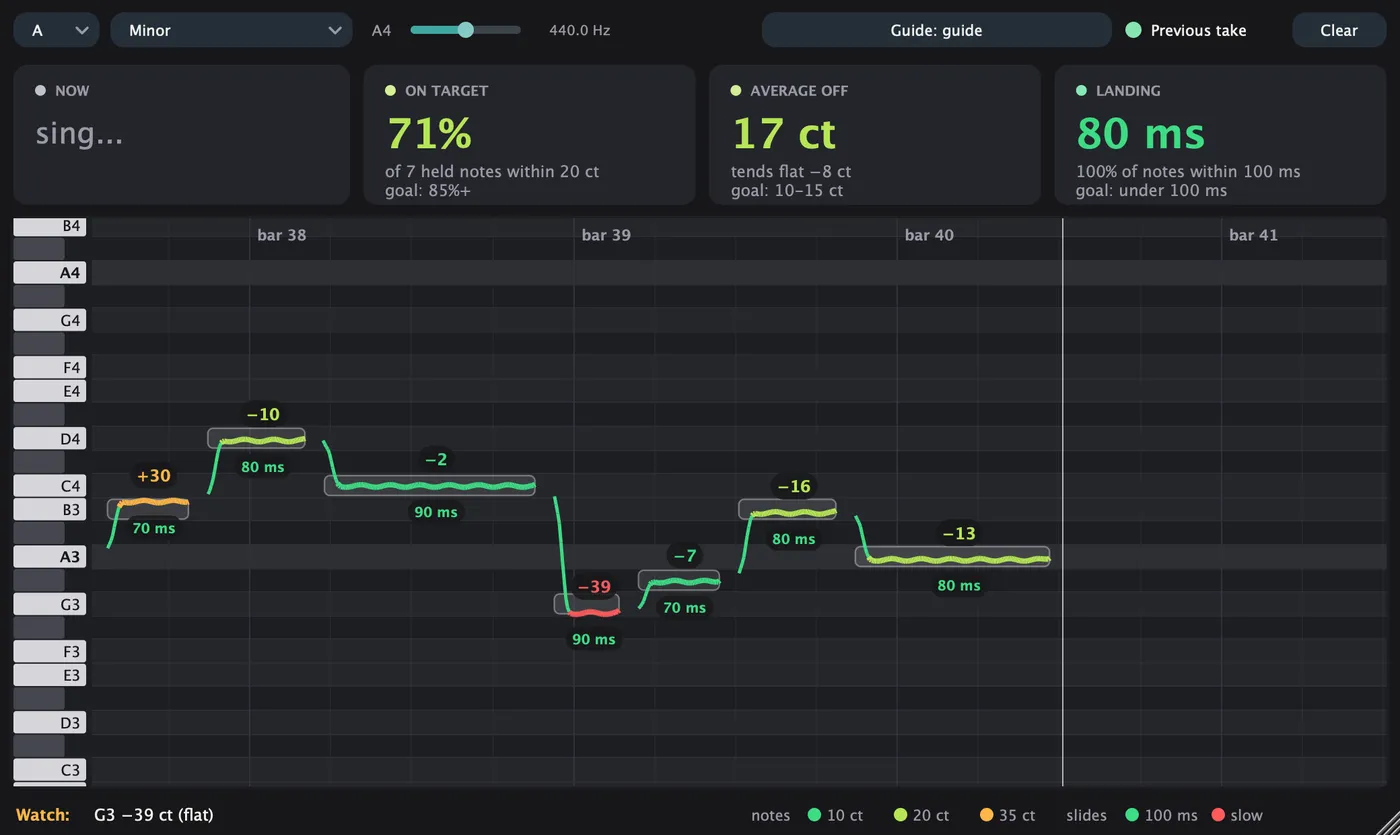 A Minor A4 440.0 Hz Guide: guide Previous take Clear
NOW
sing...
ON TARGET
71%
of 7 held notes within 20 ct
goal: 85%+
AVERAGE OFF
17 ct
tends flat −8 ct
goal: 10–15 ct
LANDING
80 ms
100% of notes within 100 ms
goal: under 100 ms
bar 38 bar 39 bar 40 bar 41
B4
A4
G4
F4
E4
D4
C4
B3
A3
G3
F3
E3
D3
C3
+30
70 ms
−10
80 ms
−2
90 ms
−39
90 ms
−7
70 ms
−16
80 ms
−13
80 ms
Watch: G3 −39 ct (flat)
notes 10 ct 20 ct 35 ct slides 100 ms slow